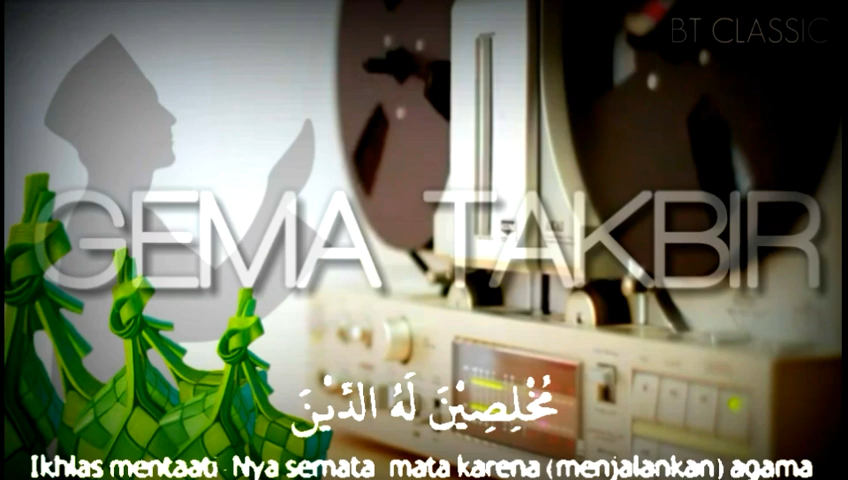 BT CLASSIC
GEMA TAKBIR
مُخْلِصِيْنَ لَهُ الدِّيْنَ
Ikhlas mentaati -Nya semata mata karena (menjalankan) agama